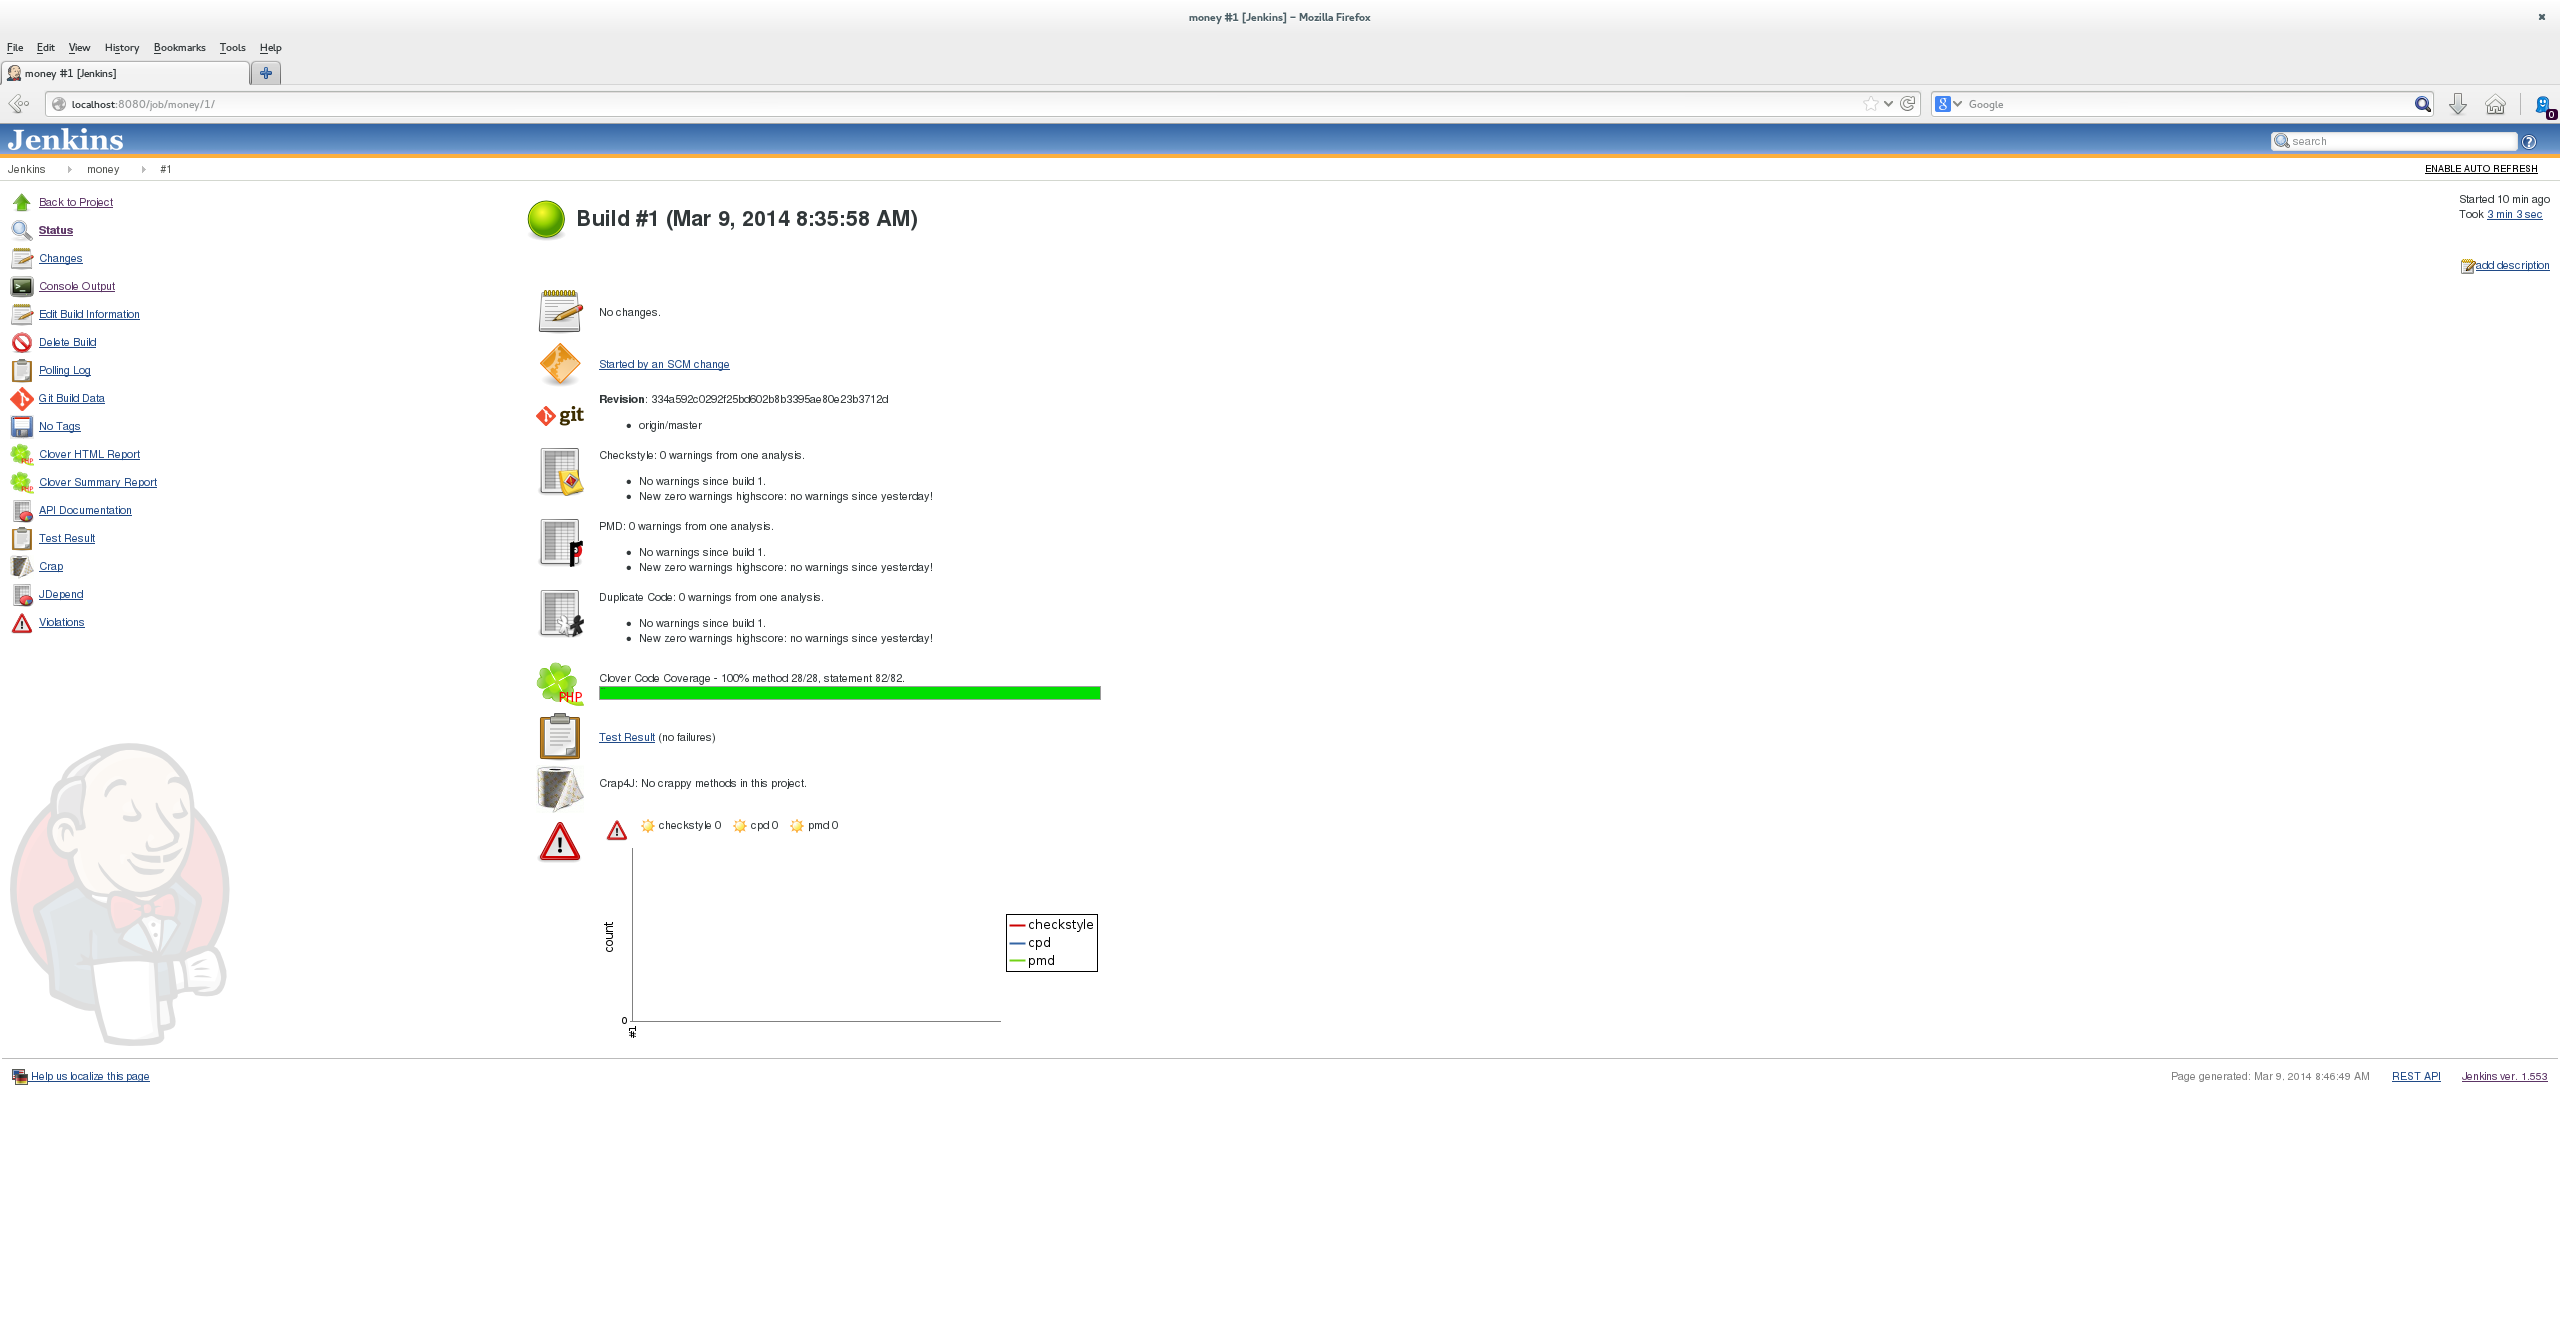 money #1 [Jenkins] – Mozilla Firefox
File Edit View History Bookmarks Tools Help
money #1 [Jenkins]
localhost:8080/job/money/1/
Google
0
Jenkins
search
Jenkins money #1
ENABLE AUTO REFRESH
Back to Project
Status
Changes
Console Output
Edit Build Information
Delete Build
Polling Log
Git Build Data
No Tags
Clover HTML Report
Clover Summary Report
API Documentation
Test Result
Crap
JDepend
Violations
Build #1 (Mar 9, 2014 8:35:58 AM)
Started 10 min ago
Took 3 min 3 sec
add description
No changes.
Started by an SCM change
git
Revision: 334a592c0292f25bd602b8b3395ae80e23b3712d
origin/master
Checkstyle: 0 warnings from one analysis.
No warnings since build 1.
New zero warnings highscore: no warnings since yesterday!
PMD: 0 warnings from one analysis.
No warnings since build 1.
New zero warnings highscore: no warnings since yesterday!
Duplicate Code: 0 warnings from one analysis.
No warnings since build 1.
New zero warnings highscore: no warnings since yesterday!
PHP
Clover Code Coverage - 100% method 28/28, statement 82/82.
Test Result (no failures)
Crap4J: No crappy methods in this project.
checkstyle 0 cpd 0 pmd 0
count
checkstyle
cpd
pmd
0
#1
Help us localize this page
Page generated: Mar 9, 2014 8:46:49 AM REST API Jenkins ver. 1.553